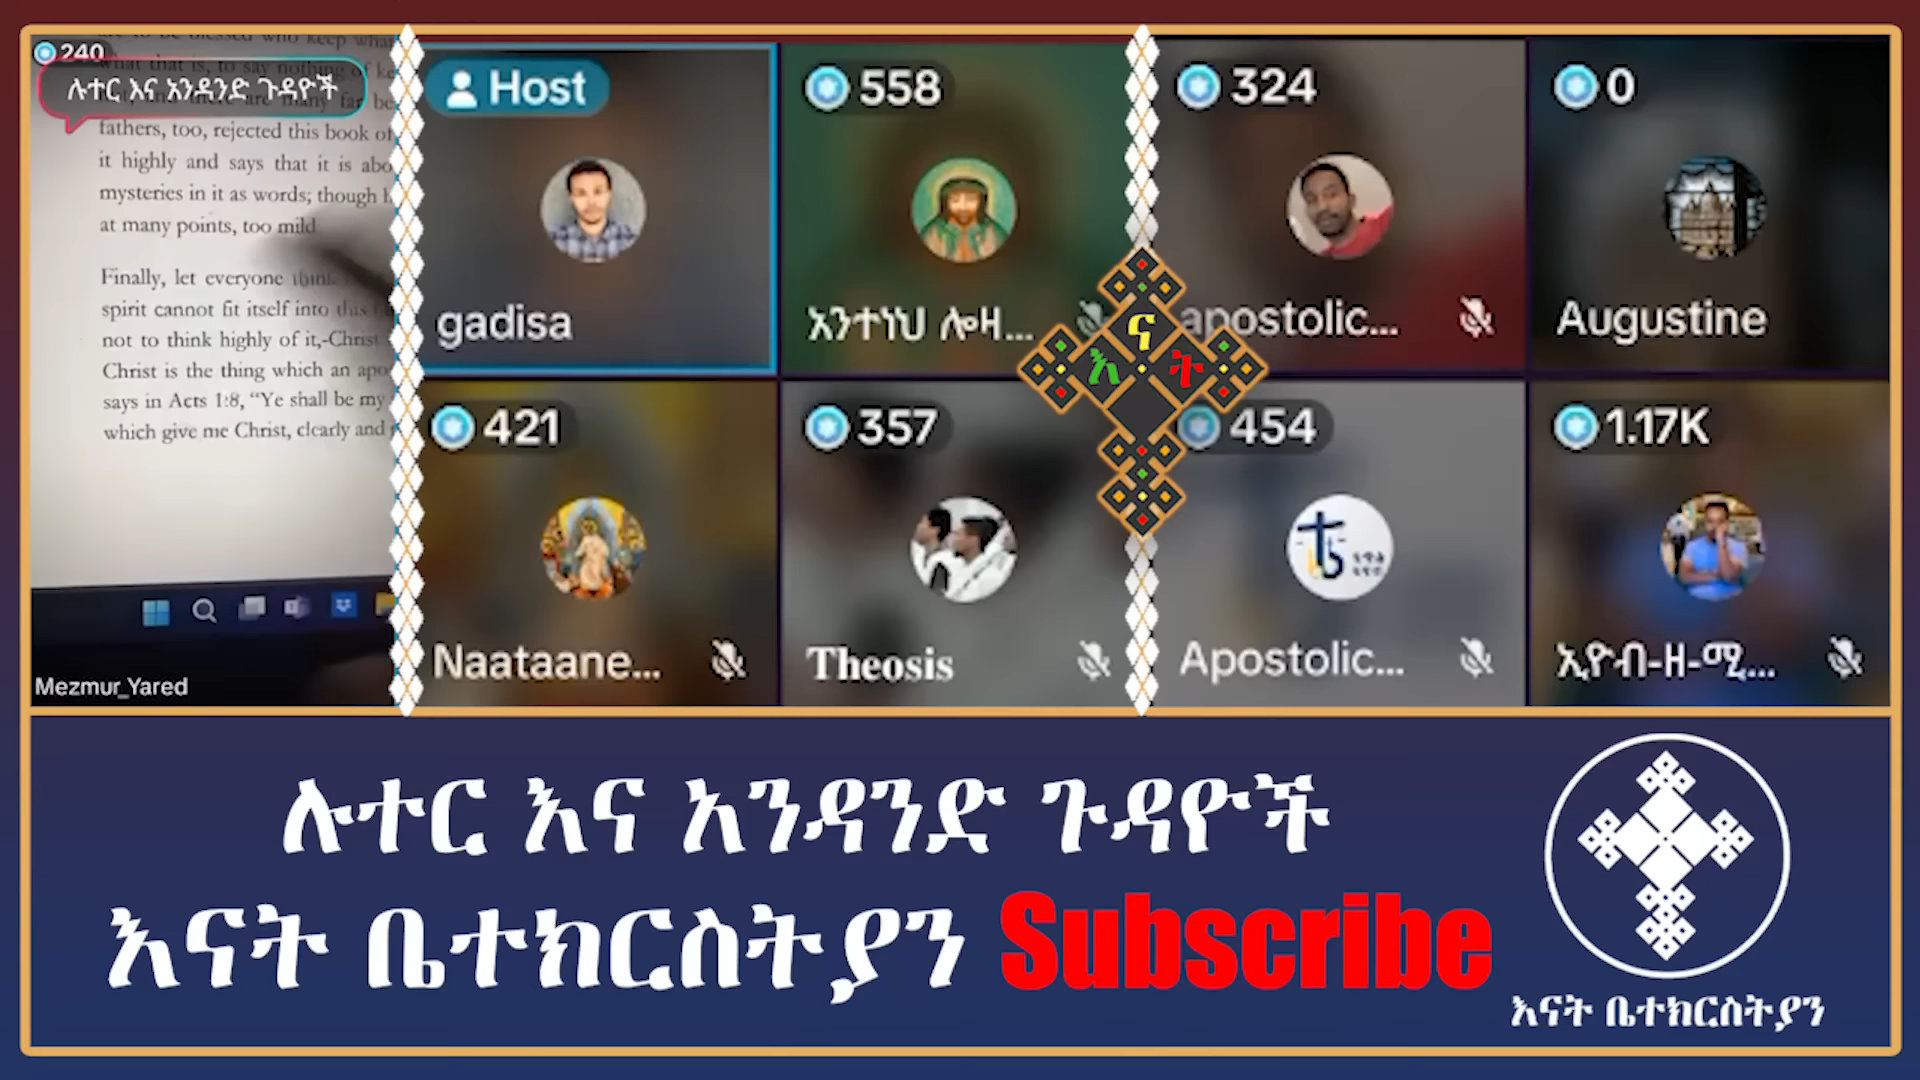 240
ሉተር እና አንዳንድ ጉዳዮች
fathers, too, rejected this book of
it highly and says that it is abo
mysteries in it as words; though h
at many points, too mild
Finally, let everyone think
spirit cannot fit itself into this
not to think highly of it,-Christ
Christ is the thing which an apo
says in Acts 1:8, "Ye shall be my
which give me Christ, clearly and
Mezmur_Yared
Host
gadisa
558
አንተነህ ሎዛ...
324
apostolic...
0
Augustine
421
Naataane...
357
Theosis
454
Apostolic...
1.17K
ኢዮብ-ዘ-ሚ...
እናት
ሉተር እና አንዳንድ ጉዳዮች
እናት ቤተክርስትያን Subscribe
እናት ቤተክርስትያን